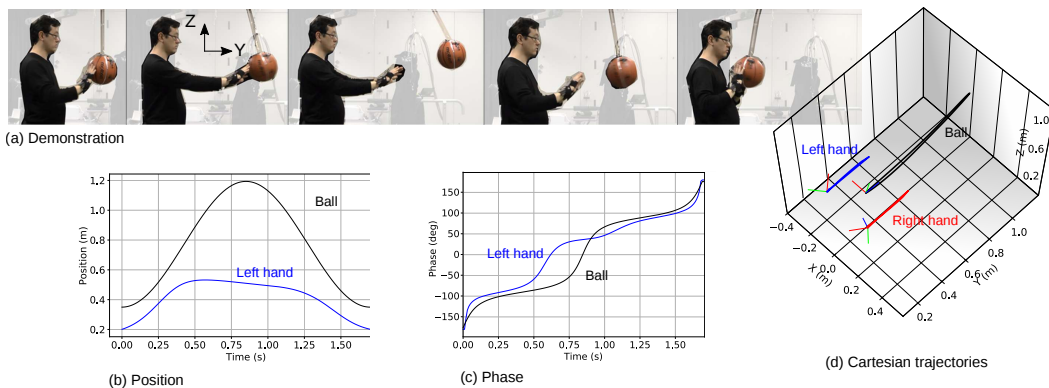 Z
Y
(a) Demonstration
Position (m)
1.2
1.0
0.8
0.6
0.4
0.2
Ball
Left hand
0.00 0.25 0.50 0.75 1.00 1.25 1.50
Time (s)
(b) Position
Phase (deg)
150
100
50
0
−50
−100
−150
Left hand
Ball
0.00 0.25 0.50 0.75 1.00 1.25 1.50
Time (s)
(c) Phase
Left hand
Ball
Right hand
Z (m)
1.0
0.6
0.2
X (m)
−0.4
−0.2
0.0
0.2
0.4
Y (m)
0.2
0.4
0.6
0.8
1.0
(d) Cartesian trajectories